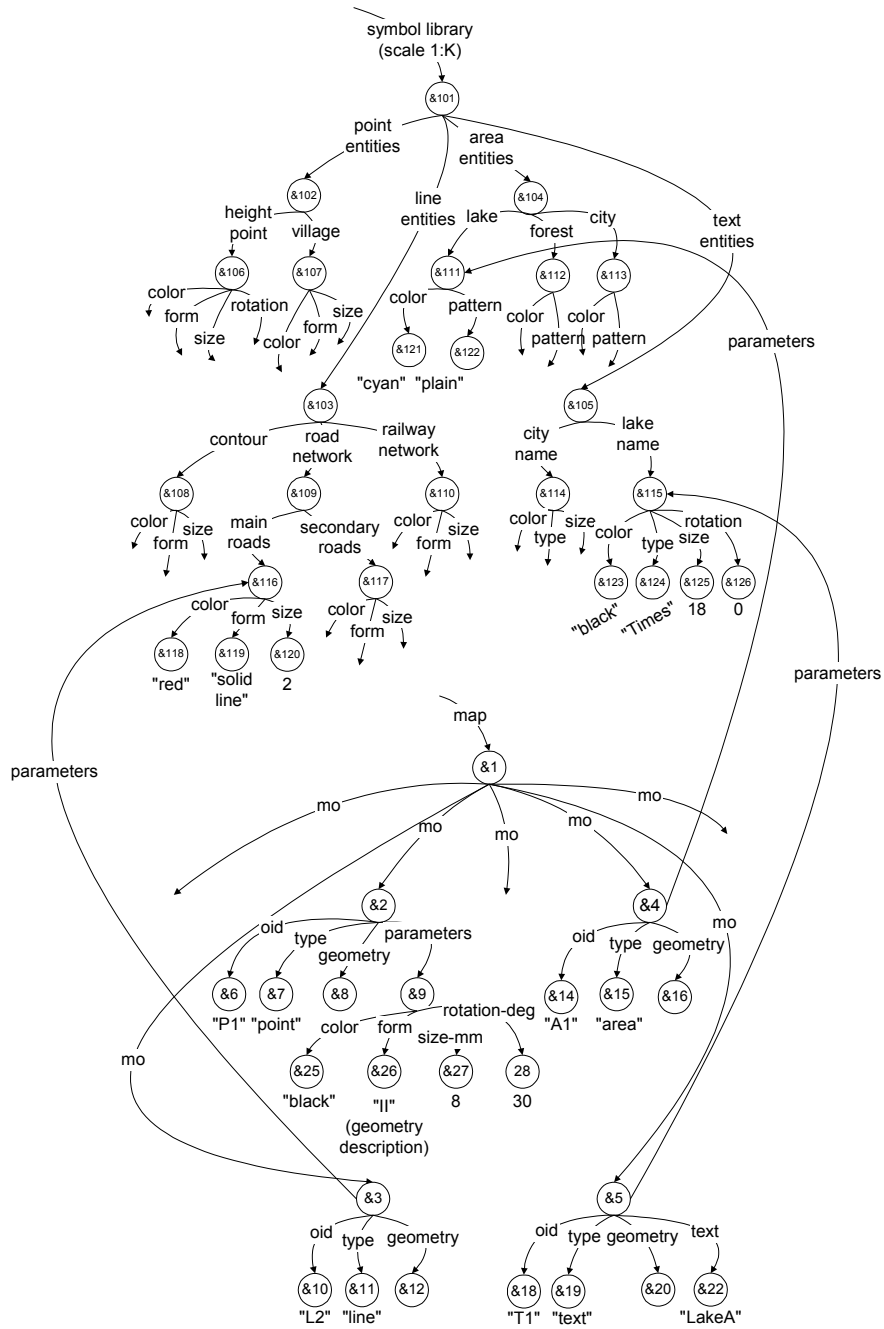 symbol library
(scale 1:K)
&101
point
entities
area
entities
&102
line
entities
&104
text
entities
height
point
village
lake
forest
city
&106
&107
&111
&112
&113
color
form
size
rotation
color
form
size
color
pattern
color
pattern
color
pattern
parameters
&121
&122
"cyan"
"plain"
&103
&105
contour
road
network
railway
network
city
name
lake
name
&108
&109
&110
&114
&115
color
form
size
main
roads
secondary
roads
color
form
size
color
type
size
color
type
size
rotation
&116
&117
&123
&124
&125
&126
"black"
"Times"
18
0
color
form
size
color
form
size
&118
&119
&120
"red"
"solid
line"
2
parameters
map
&1
parameters
mo
mo
mo
mo
mo
mo
mo
&2
&4
oid
type
geometry
parameters
oid
type
geometry
&6
&7
&8
&9
&14
&15
&16
"P1"
"point"
"A1"
"area"
color
form
size-mm
rotation-deg
&25
&26
&27
28
"black"
"II"
(geometry
description)
8
30
&3
&5
oid
type
geometry
oid
type
geometry
text
&10
&11
&12
&18
&19
&20
&22
"L2"
"line"
"T1"
"text"
"LakeA"